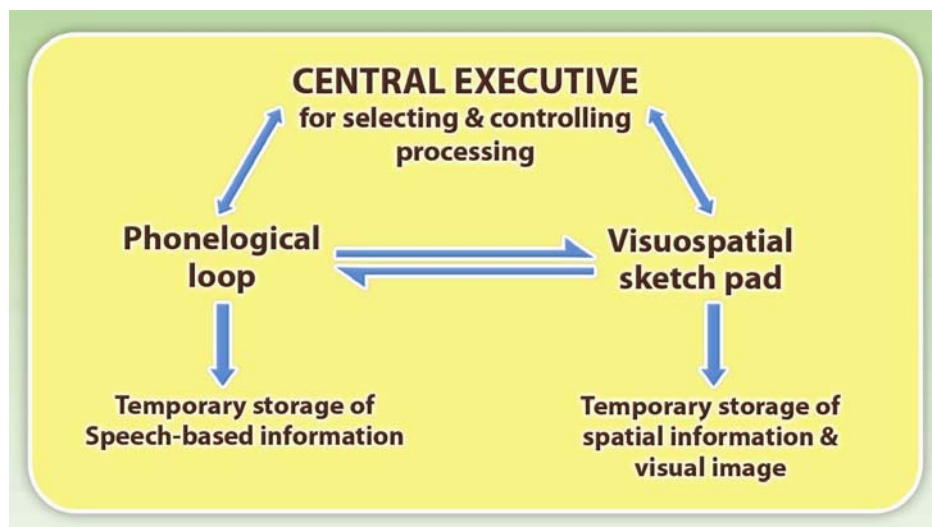 CENTRAL EXECUTIVE
for selecting & controlling
processing
Phonelogical
loop
Visuospatial
sketch pad
Temporary storage of
Speech-based information
Temporary storage of
spatial information &
visual image